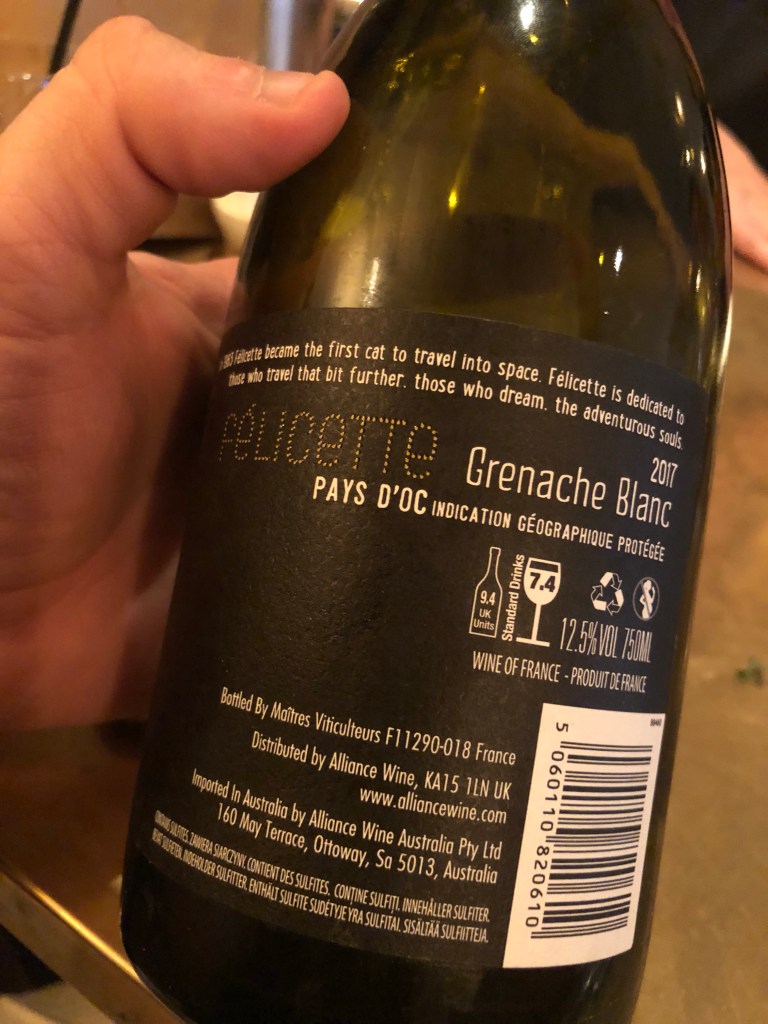 1963 Félicette became the first cat to travel into space. Félicette is dedicated to
those who travel that bit further, those who dream, the adventurous souls.
FÉLICETTE
2017
Grenache Blanc
PAYS D'OC INDICATION GÉOGRAPHIQUE PROTÉGÉE
9.4
UK
Units
Standard Drinks
7.4
12.5%VOL 750ML
WINE OF FRANCE - PRODUIT DE FRANCE
Bottled By Maîtres Viticulteurs F11290-018 France
Distributed by Alliance Wine, KA15 1LN UK
www.alliancewine.com
Imported In Australia by Alliance Wine Australia Pty Ltd
160 May Terrace, Ottoway, Sa 5013, Australia
SULFITES. ZAWIERA SIARCZYNY. CONTIENT DES SULFITES. CONȚINE SULFIȚI. INNEHÅLLER SULFITER.
SULFIETEN. INDEHOLDER SULFITTER. ENTHÄLT SULFITE SUDĖTYJE YRA SULFITAI. SISÄLTÄÄ SULFIITTEJA.
5 060110 820610